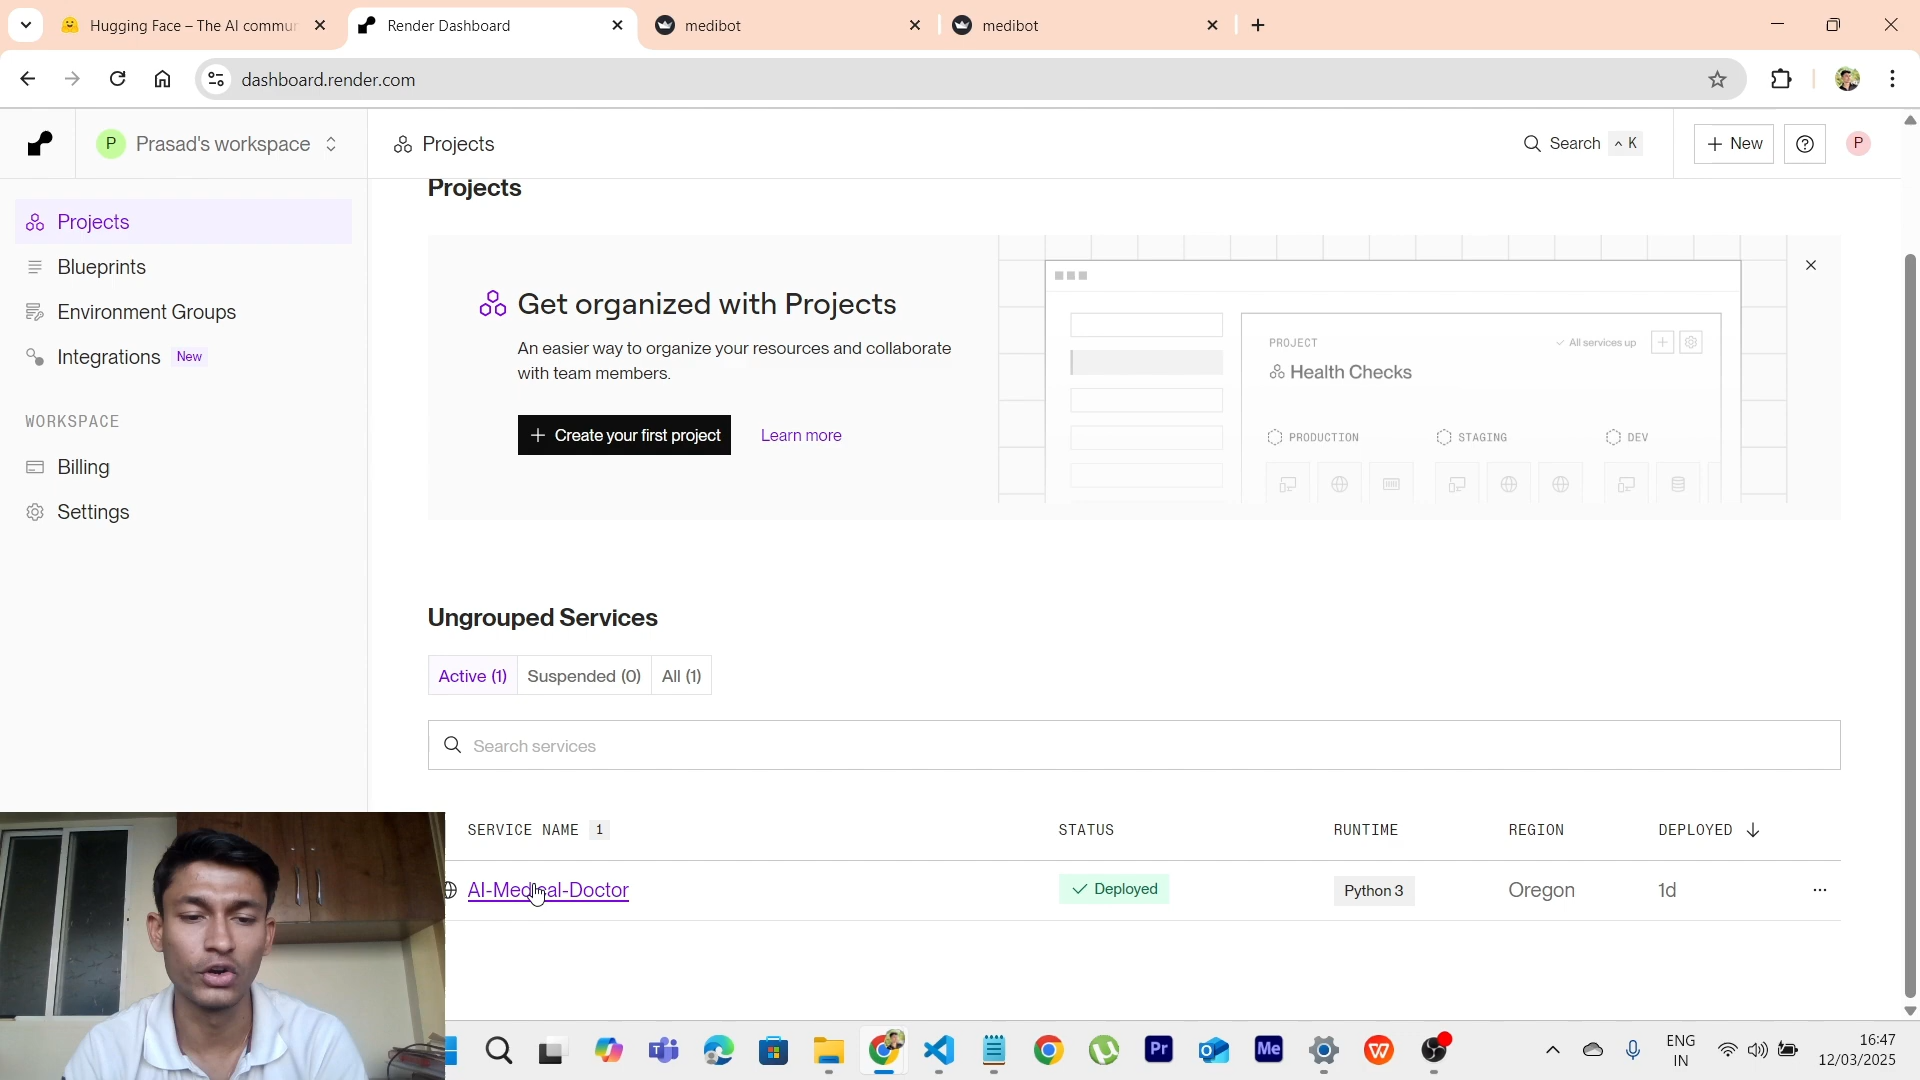 Hugging Face – The AI commun
Render Dashboard
medibot
medibot
dashboard.render.com
P Prasad's workspace
Projects
Search ^ K
+ New
P
Projects
Blueprints
Environment Groups
Integrations New
WORKSPACE
Billing
Settings
Projects
Get organized with Projects
An easier way to organize your resources and collaborate
with team members.
+ Create your first project
Learn more
PROJECT
✓ All services up
Health Checks
PRODUCTION
STAGING
DEV
Ungrouped Services
Active (1)
Suspended (0)
All (1)
Search services
SERVICE NAME 1
STATUS
RUNTIME
REGION
DEPLOYED ↓
AI-Medical-Doctor
✓ Deployed
Python 3
Oregon
1d
...
Pr
Me
W
ENG
IN
16:47
12/03/2025